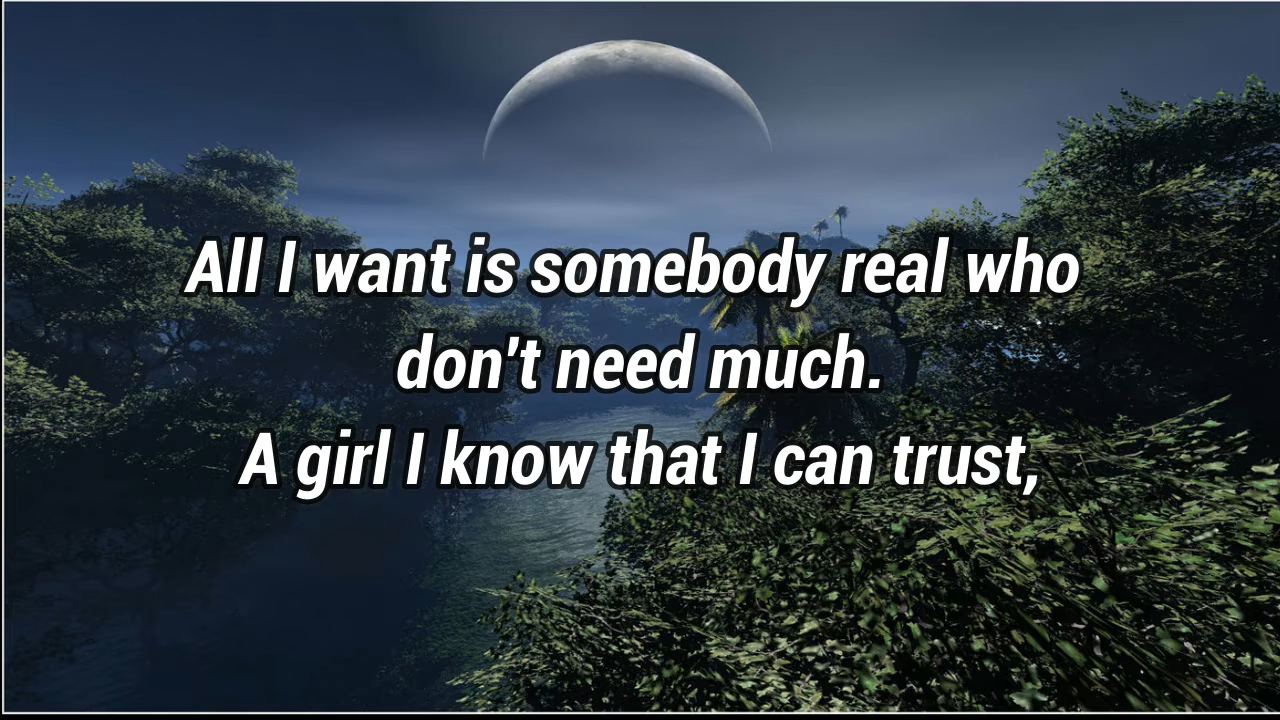 All I want is somebody real who
don't need much.
A girl I know that I can trust,